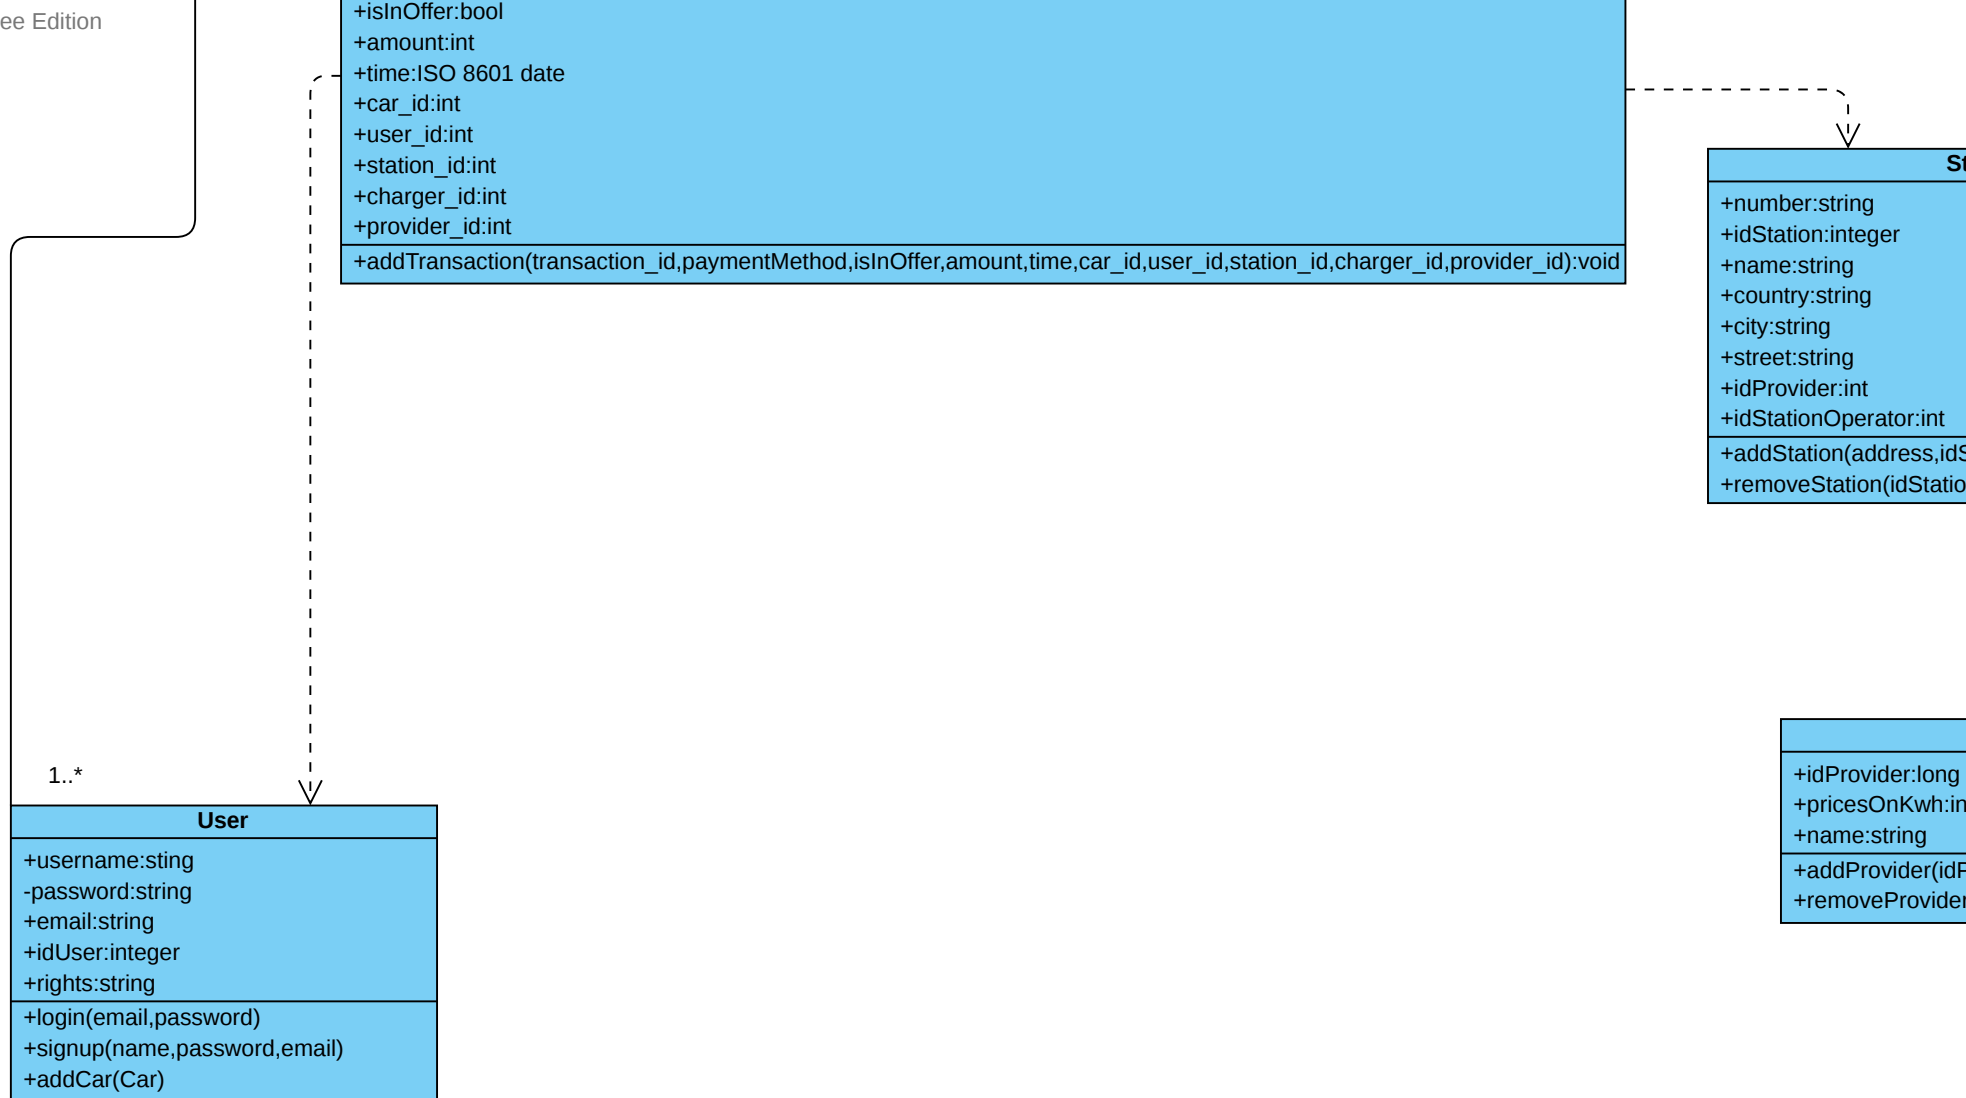 ee Edition
+isInOffer:bool
+amount:int
+time:ISO 8601 date
+car_id:int
+user_id:int
+station_id:int
+charger_id:int
+provider_id:int
+addTransaction(transaction_id,paymentMethod,isInOffer,amount,time,car_id,user_id,station_id,charger_id,provider_id):void
St
+number:string
+idStation:integer
+name:string
+country:string
+city:string
+street:string
+idProvider:int
+idStationOperator:int
+addStation(address,idS
+removeStation(idStatio
+idProvider:long
+pricesOnKwh:in
+name:string
+addProvider(idP
+removeProvider
1..*
User
+username:sting
-password:string
+email:string
+idUser:integer
+rights:string
+login(email,password)
+signup(name,password,email)
+addCar(Car)